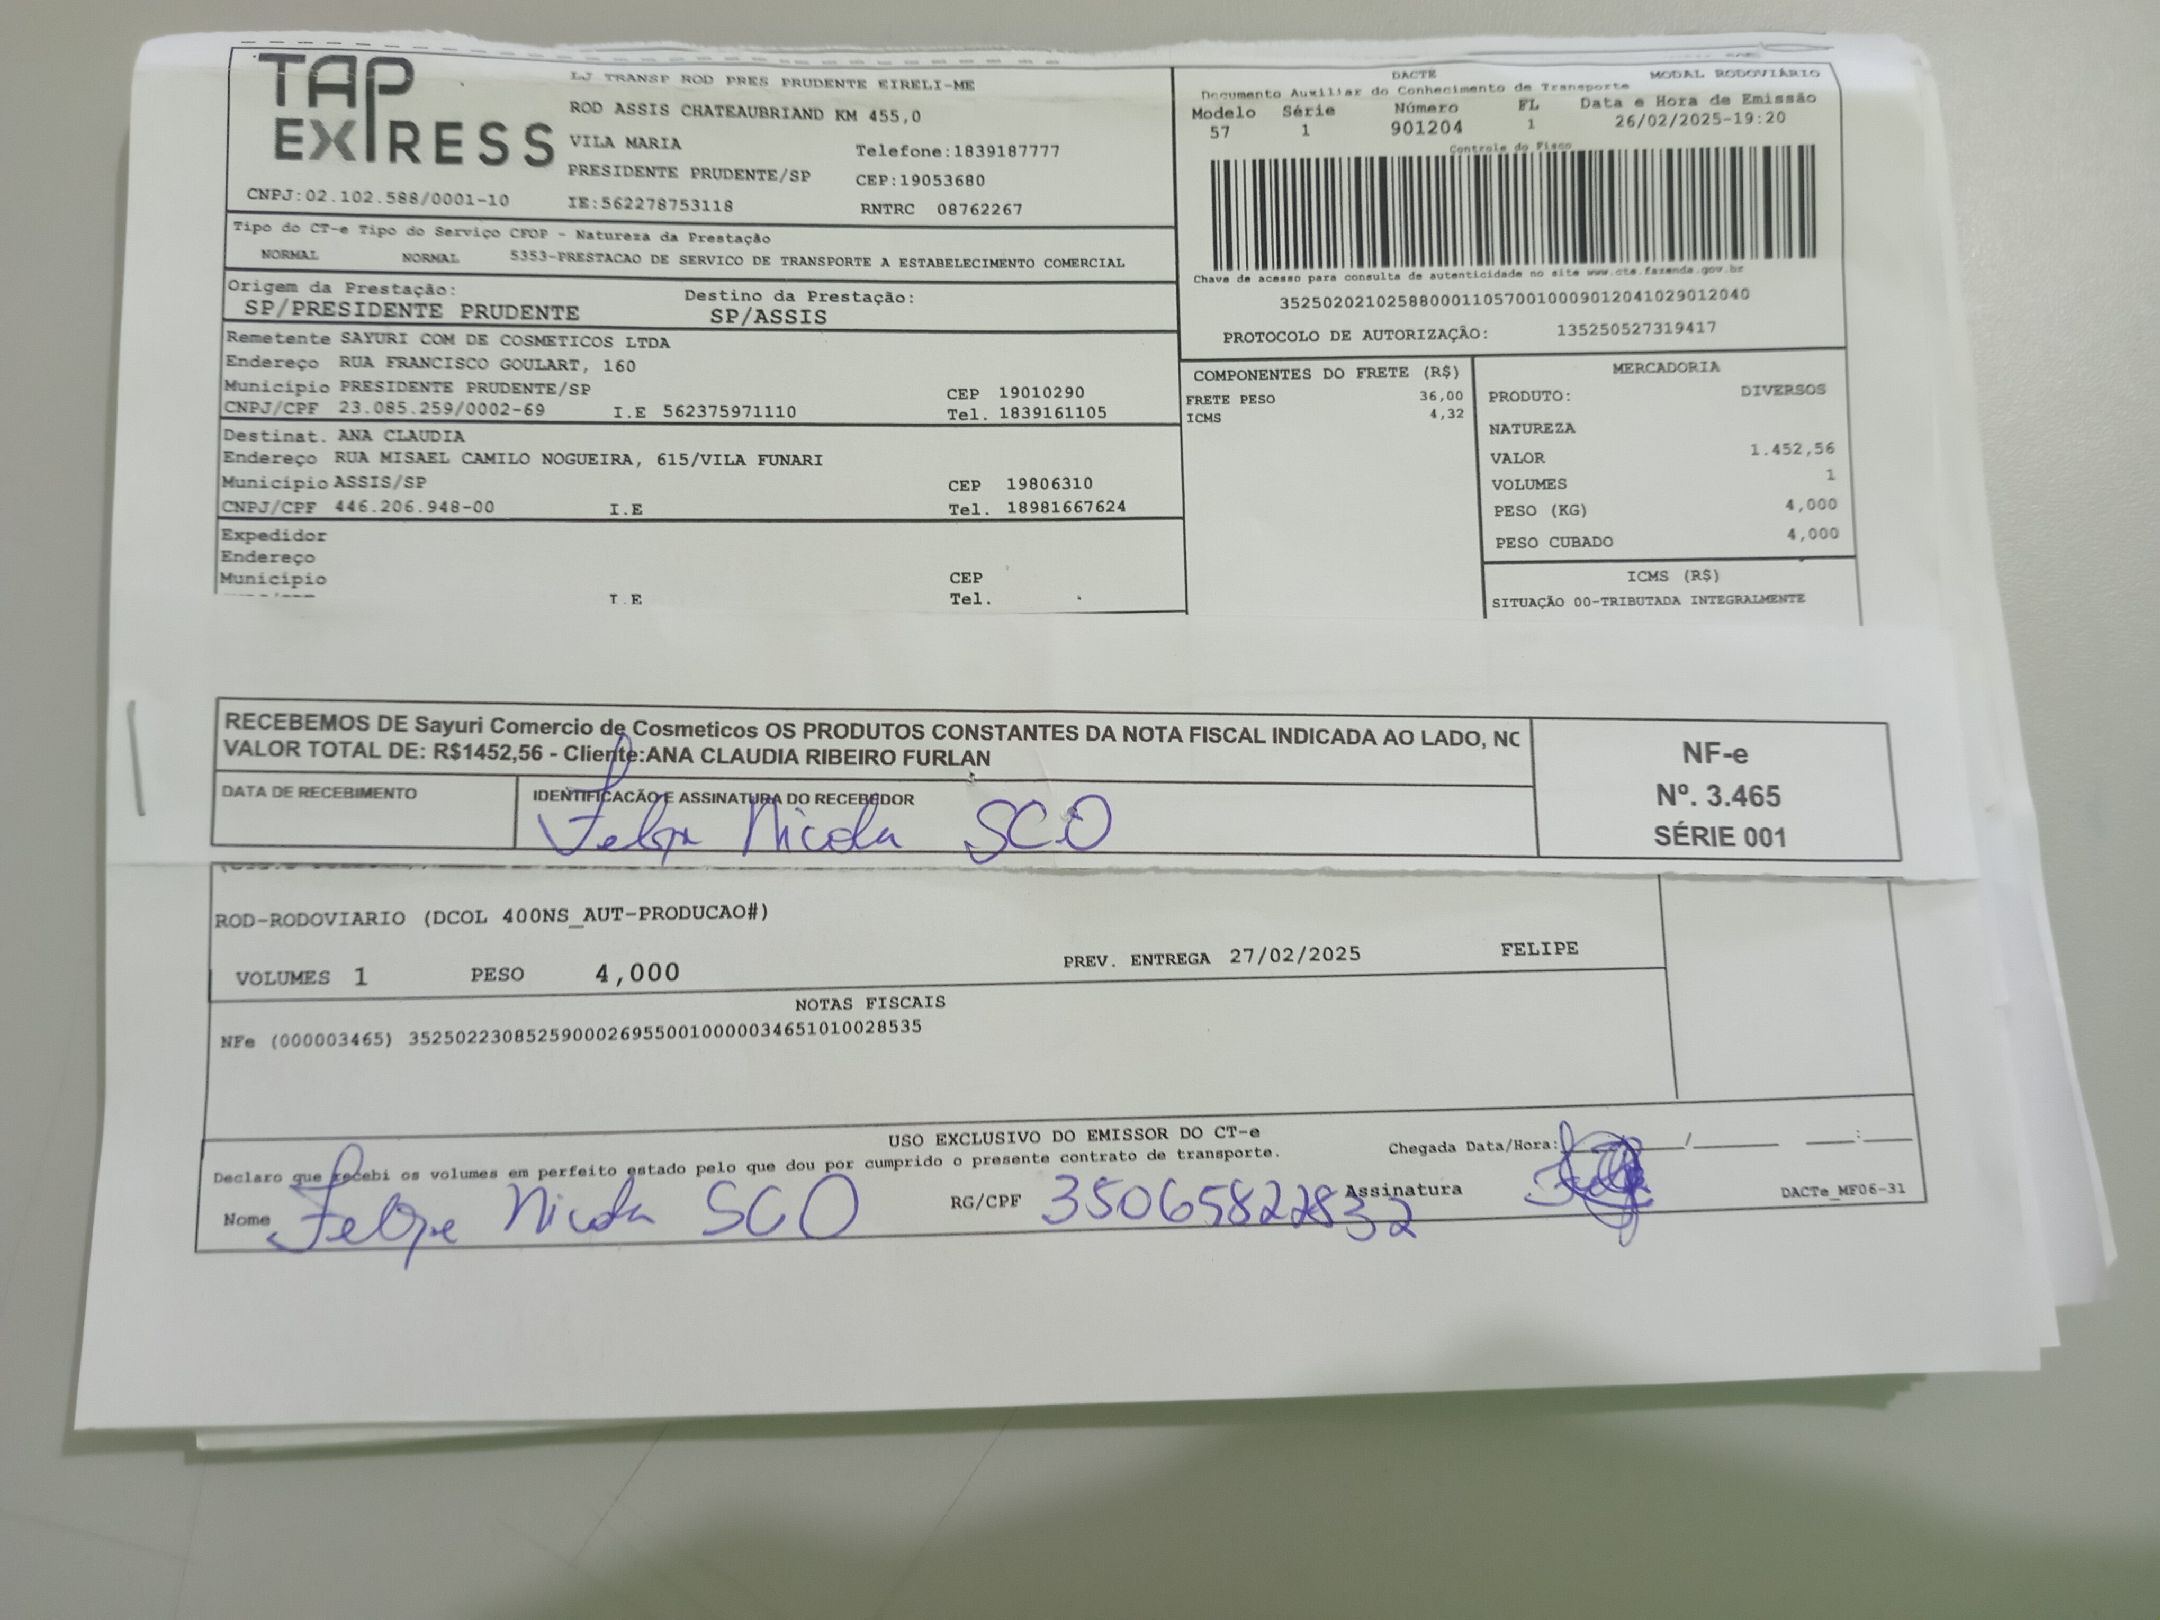 TAP EXPRESS
LJ TRANSP ROD PRES PRUDENTE EIRELI-ME
ROD ASSIS CHATEAUBRIAND KM 455,0
VILA MARIA Telefone:1839187777
PRESIDENTE PRUDENTE/SP CEP:19053680
CNPJ:02.102.588/0001-10 IE:562278753118 RNTRC 08762267
DACTE MODAL RODOVIÁRIO
Documento Auxiliar do Conhecimento de Transporte
Modelo Série Número FL Data e Hora de Emissão
57 1 901204 1 26/02/2025-19:20
Controle do Fisco
Chave de acesso para consulta de autenticidade no site www.cte.fazenda.gov.br
35250202102588000110570010009012041029012040
PROTOCOLO DE AUTORIZAÇÃO: 135250527319417
Tipo do CT-e Tipo do Serviço CFOP - Natureza da Prestação
NORMAL NORMAL 5353-PRESTACAO DE SERVICO DE TRANSPORTE A ESTABELECIMENTO COMERCIAL
Origem da Prestação: Destino da Prestação:
SP/PRESIDENTE PRUDENTE SP/ASSIS
Remetente SAYURI COM DE COSMETICOS LTDA
Endereço RUA FRANCISCO GOULART, 160
Município PRESIDENTE PRUDENTE/SP CEP 19010290
CNPJ/CPF 23.085.259/0002-69 I.E 562375971110 Tel. 1839161105
Destinat. ANA CLAUDIA
Endereço RUA MISAEL CAMILO NOGUEIRA, 615/VILA FUNARI
Município ASSIS/SP CEP 19806310
CNPJ/CPF 446.206.948-00 I.E Tel. 18981667624
Expedidor
Endereço
Município CEP
I.E Tel.
COMPONENTES DO FRETE (R$)
FRETE PESO 36,00
ICMS 4,32
MERCADORIA
PRODUTO: DIVERSOS
NATUREZA
VALOR 1.452,56
VOLUMES 1
PESO (KG) 4,000
PESO CUBADO 4,000
ICMS (R$)
SITUAÇÃO 00-TRIBUTADA INTEGRALMENTE
RECEBEMOS DE Sayuri Comercio de Cosmeticos OS PRODUTOS CONSTANTES DA NOTA FISCAL INDICADA AO LADO, NO
VALOR TOTAL DE: R$1452,56 - Cliente:ANA CLAUDIA RIBEIRO FURLAN
DATA DE RECEBIMENTO IDENTIFICAÇÃO E ASSINATURA DO RECEBEDOR
Felipe Nicola SCO
NF-e
Nº. 3.465
SÉRIE 001
ROD-RODOVIARIO (DCOL 400NS_AUT-PRODUCAO#)
VOLUMES 1 PESO 4,000 PREV. ENTREGA 27/02/2025 FELIPE
NOTAS FISCAIS
NFe (000003465) 35250223085259000269550010000034651010028535
USO EXCLUSIVO DO EMISSOR DO CT-e
Declaro que recebi os volumes em perfeito estado pelo que dou por cumprido o presente contrato de transporte. Chegada Data/Hora: / :
Nome Felipe Nicola SCO RG/CPF 35065822832 Assinatura
DACTe_MF06-31